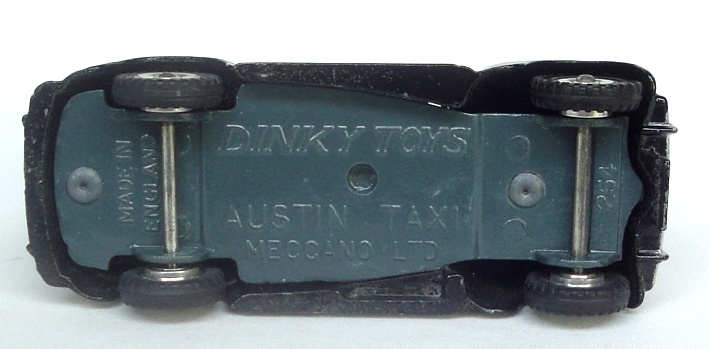 MADE IN
ENGLAND
DINKY TOYS
AUSTIN TAXI
MECCANO LTD
254